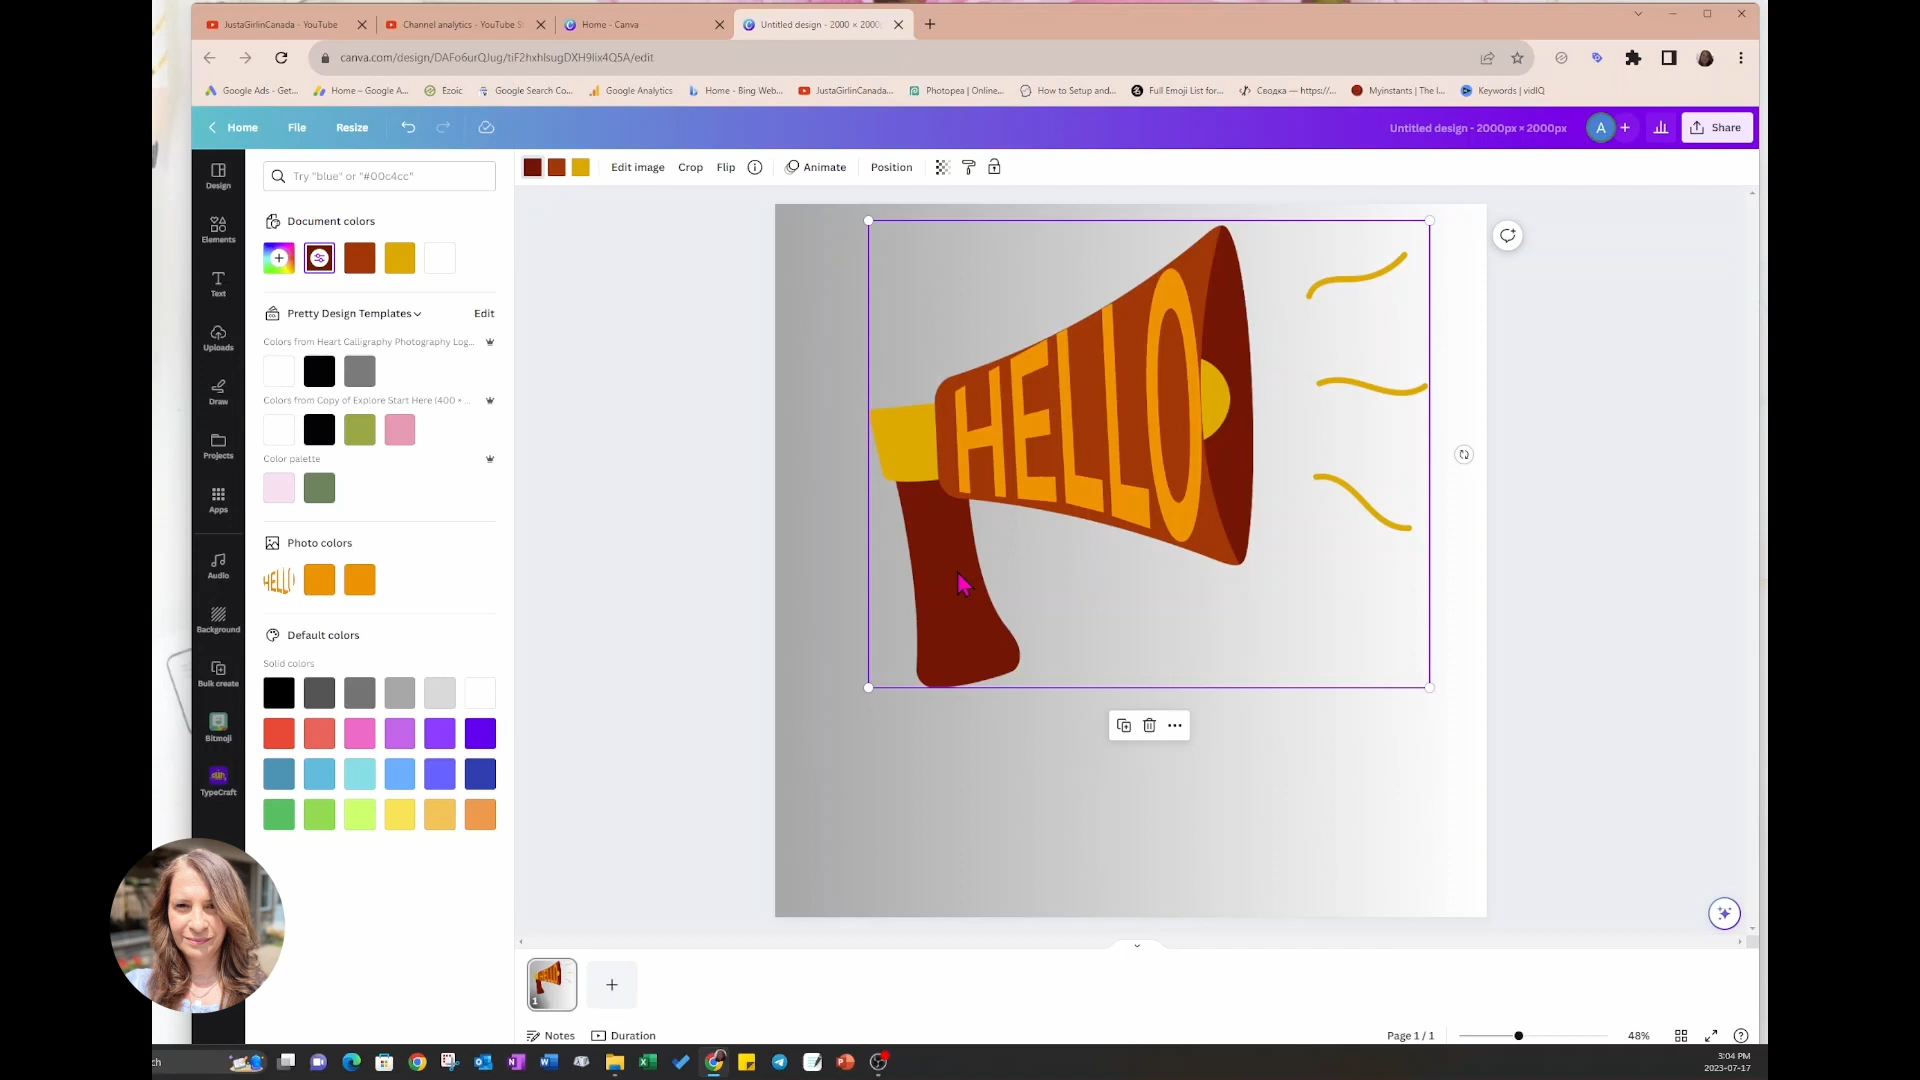 JustaGirlinCanada - YouTube
Channel analytics - YouTube S
Home - Canva
Untitled design - 2000 × 2000
canva.com/design/DAFo6urQJug/tiF2hxhlsugDXH9lix4Q5A/edit
Google Ads - Get...
Home – Google A...
Ezoic
Google Search Co...
Google Analytics
Home - Bing Web...
JustaGirlinCanada...
Photopea | Online...
How to Setup and...
Full Emoji List for...
Сводка — https://...
Myinstants | The l...
Keywords | vidIQ
Home
File
Resize
Untitled design - 2000px × 2000px
A
Share
Design
Elements
Text
Uploads
Draw
Projects
Apps
Audio
Background
Bulk create
Bitmoji
TypeCraft
Try "blue" or "#00c4cc"
Edit image
Crop
Flip
Animate
Position
Document colors
Pretty Design Templates
Edit
Colors from Heart Calligraphy Photography Log...
Colors from Copy of Explore Start Here (400 × ...
Color palette
Photo colors
HELLO
Default colors
Solid colors
HELLO
1
Notes
Duration
Page 1 / 1
48%
ch
3:04 PM
2023-07-17